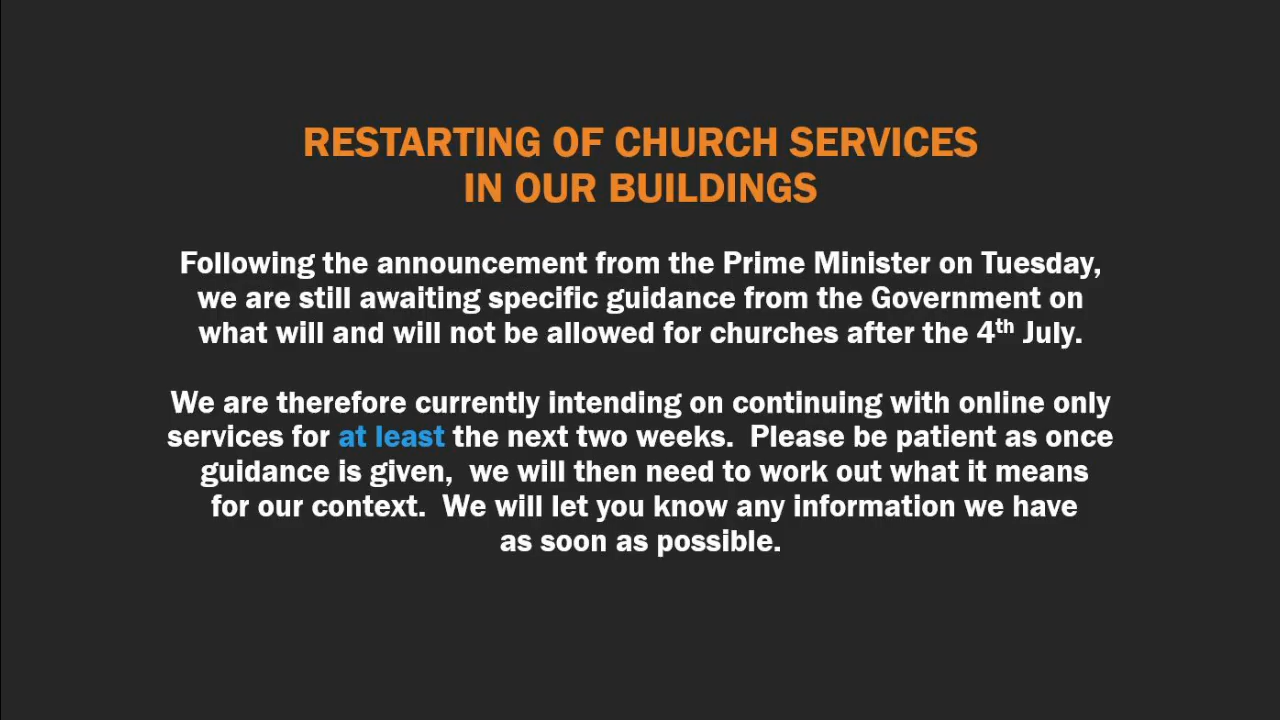 RESTARTING OF CHURCH SERVICES
IN OUR BUILDINGS
Following the announcement from the Prime Minister on Tuesday,
we are still awaiting specific guidance from the Government on
what will and will not be allowed for churches after the 4th July.
We are therefore currently intending on continuing with online only
services for at least the next two weeks.  Please be patient as once
guidance is given,  we will then need to work out what it means
for our context.  We will let you know any information we have
as soon as possible.